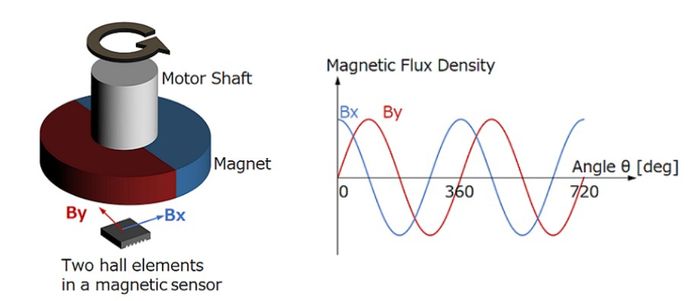 Motor Shaft
Magnet
By
Bx
Two hall elements
in a magnetic sensor
Magnetic Flux Density
Bx By
Angle θ [deg]
0 360 720